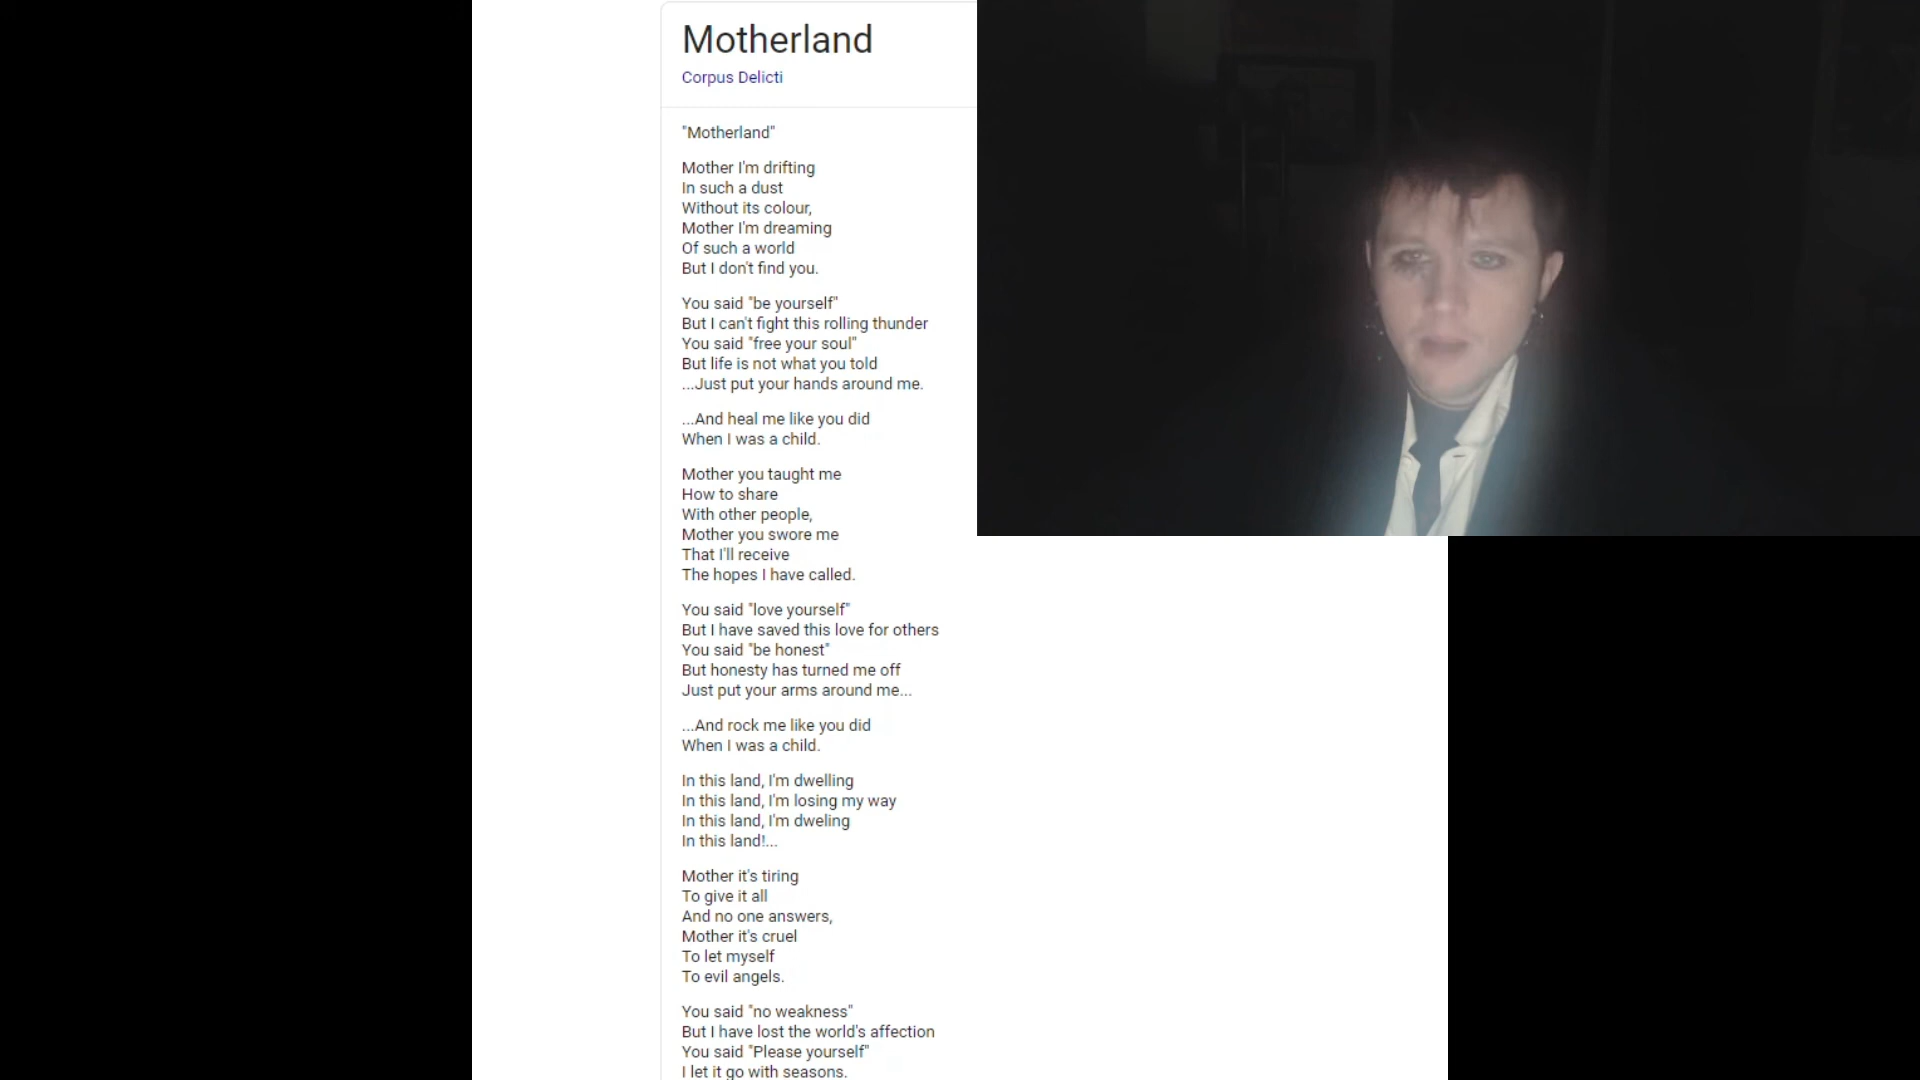 Motherland
Corpus Delicti
"Motherland"
Mother I'm drifting
In such a dust
Without its colour,
Mother I'm dreaming
Of such a world
But I don't find you.
You said "be yourself"
But I can't fight this rolling thunder
You said "free your soul"
But life is not what you told
...Just put your hands around me.
...And heal me like you did
When I was a child.
Mother you taught me
How to share
With other people,
Mother you swore me
That I'll receive
The hopes I have called.
You said "love yourself"
But I have saved this love for others
You said "be honest"
But honesty has turned me off
Just put your arms around me...
...And rock me like you did
When I was a child.
In this land, I'm dwelling
In this land, I'm losing my way
In this land, I'm dweling
In this land!...
Mother it's tiring
To give it all
And no one answers,
Mother it's cruel
To let myself
To evil angels.
You said "no weakness"
But I have lost the world's affection
You said "Please yourself"
I let it go with seasons.